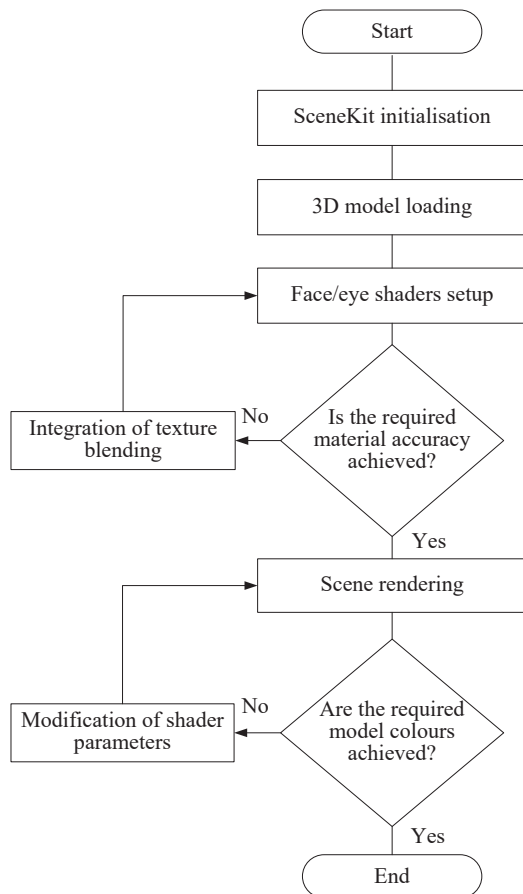 Start
SceneKit initialisation
3D model loading
Face/eye shaders setup
Is the required
material accuracy
achieved?
No
Integration of texture
blending
Yes
Scene rendering
Are the required
model colours
achieved?
No
Modification of shader
parameters
Yes
End